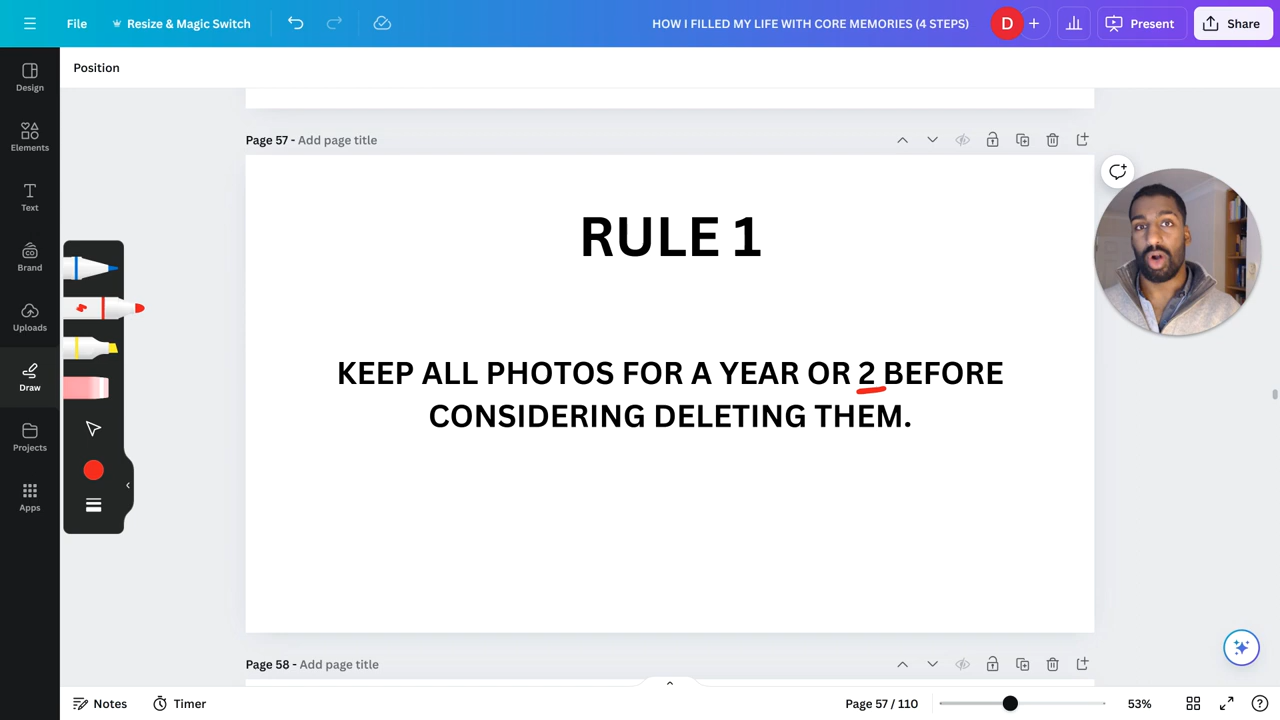 File
Resize & Magic Switch
HOW I FILLED MY LIFE WITH CORE MEMORIES (4 STEPS)
D
Present
Share
Position
Design
Elements
Text
Brand
Uploads
Draw
Projects
Apps
Page 57 - Add page title
RULE 1
KEEP ALL PHOTOS FOR A YEAR OR 2 BEFORE
CONSIDERING DELETING THEM.
Page 58 - Add page title
Notes
Timer
Page 57 / 110
53%